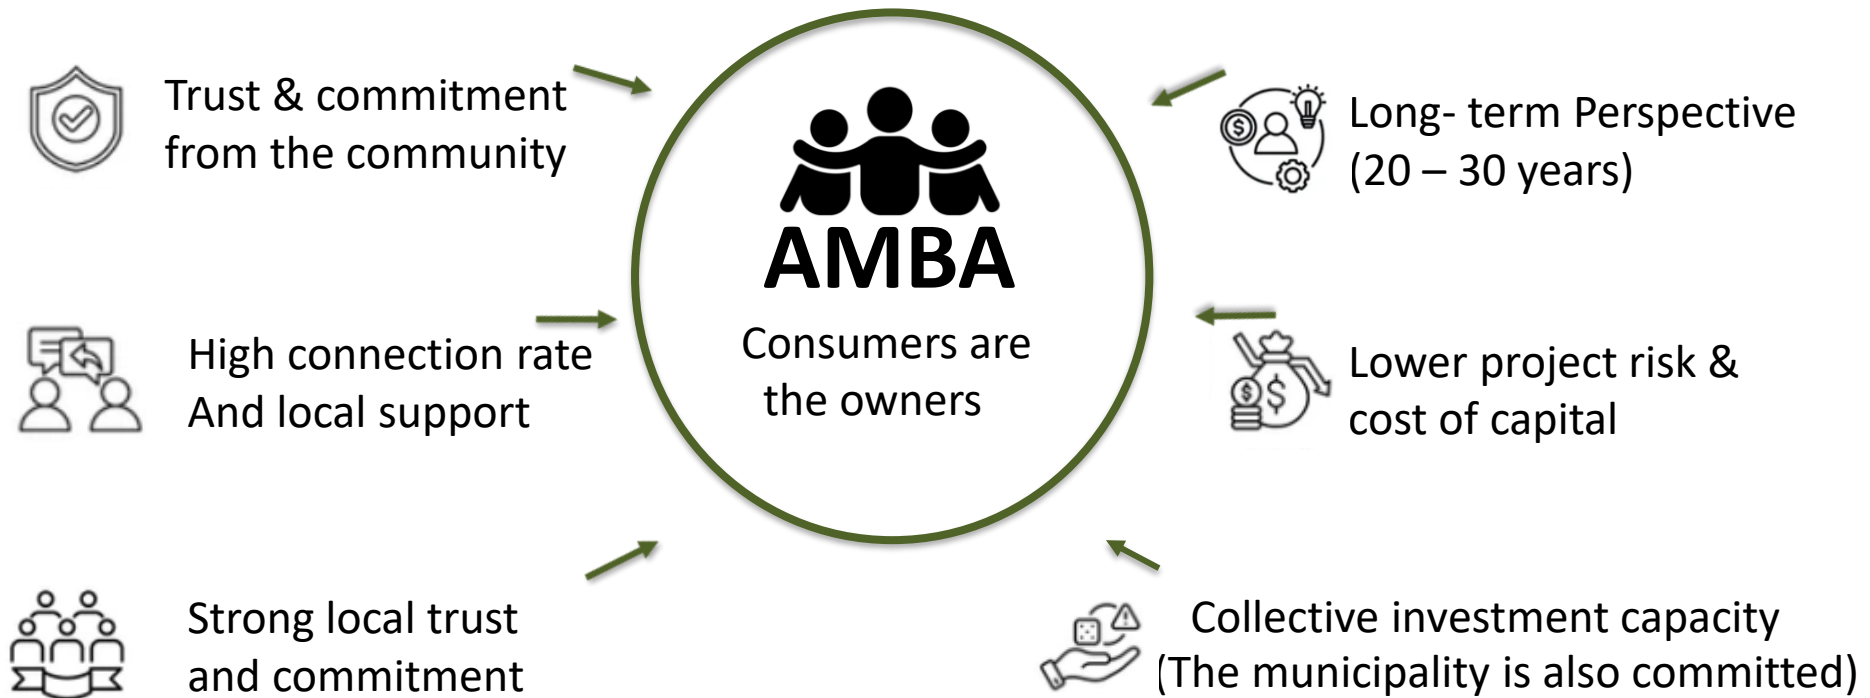 Trust & commitment
from the community
High connection rate
And local support
Strong local trust
and commitment
AMBA
Consumers are
the owners
Long- term Perspective
(20 – 30 years)
Lower project risk &
cost of capital
Collective investment capacity
(The municipality is also committed)